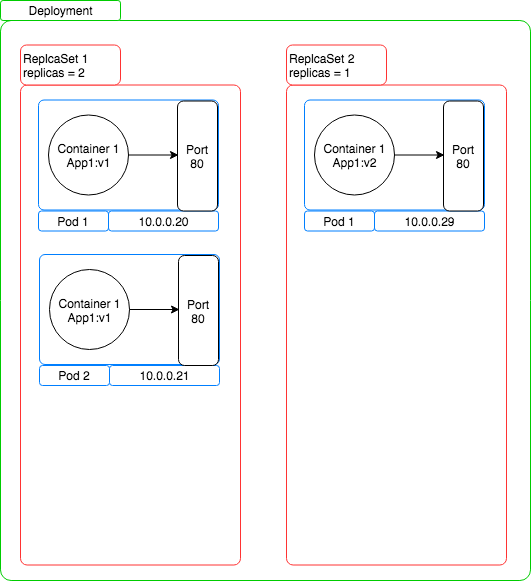 Deployment
ReplcaSet 1
replicas = 2
Container 1
App1:v1
Port
80
Pod 1
10.0.0.20
Container 1
App1:v1
Port
80
Pod 2
10.0.0.21
ReplcaSet 2
replicas = 1
Container 1
App1:v2
Port
80
Pod 1
10.0.0.29